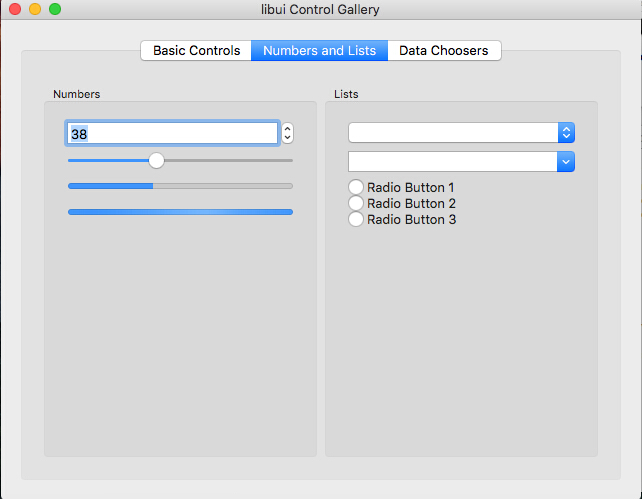 libui Control Gallery
Basic Controls
Numbers and Lists
Data Choosers
Numbers
38
Lists
Radio Button 1
Radio Button 2
Radio Button 3